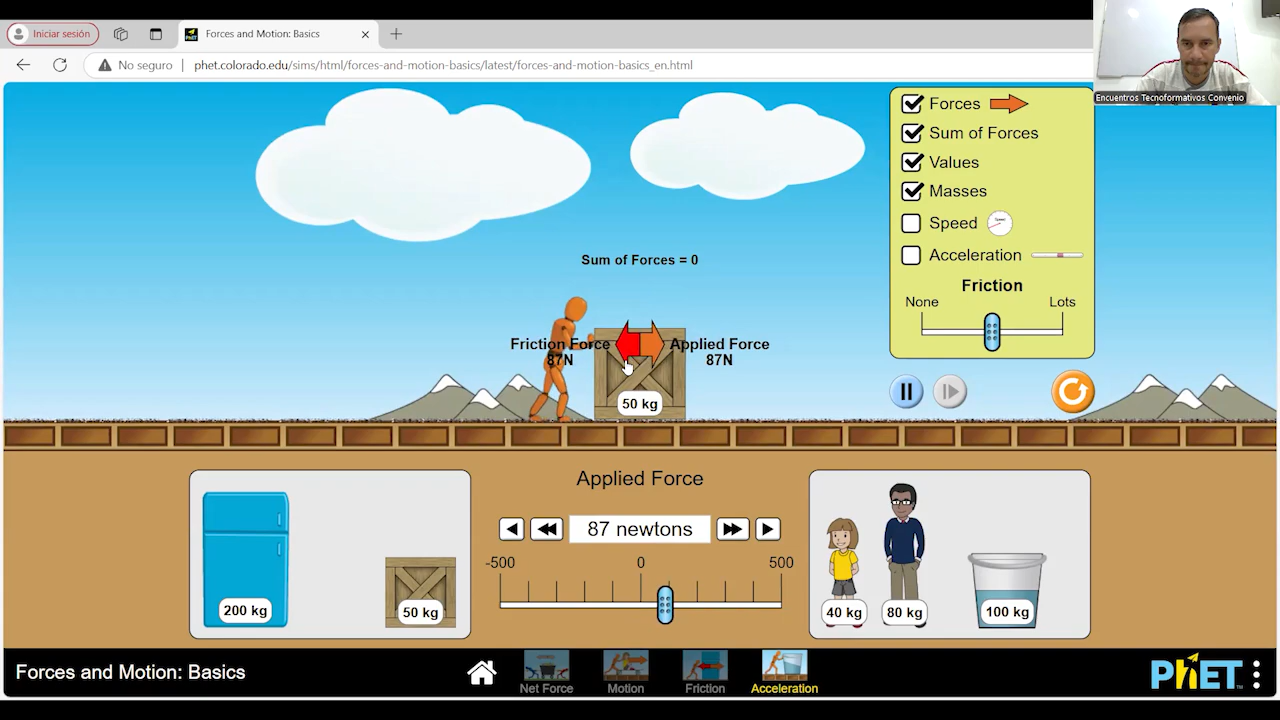 Iniciar sesión
Forces and Motion: Basics
No seguro
phet.colorado.edu/sims/html/forces-and-motion-basics/latest/forces-and-motion-basics_en.html
Encuentros Tecnoformativos Convenio
Forces
Sum of Forces
Values
Masses
Speed
Acceleration
Friction
None Lots
Sum of Forces = 0
Friction Force
87N
Applied Force
87N
50 kg
200 kg
50 kg
Applied Force
87 newtons
-500 0 500
40 kg
80 kg
100 kg
Forces and Motion: Basics
Net Force
Motion
Friction
Acceleration
PhET